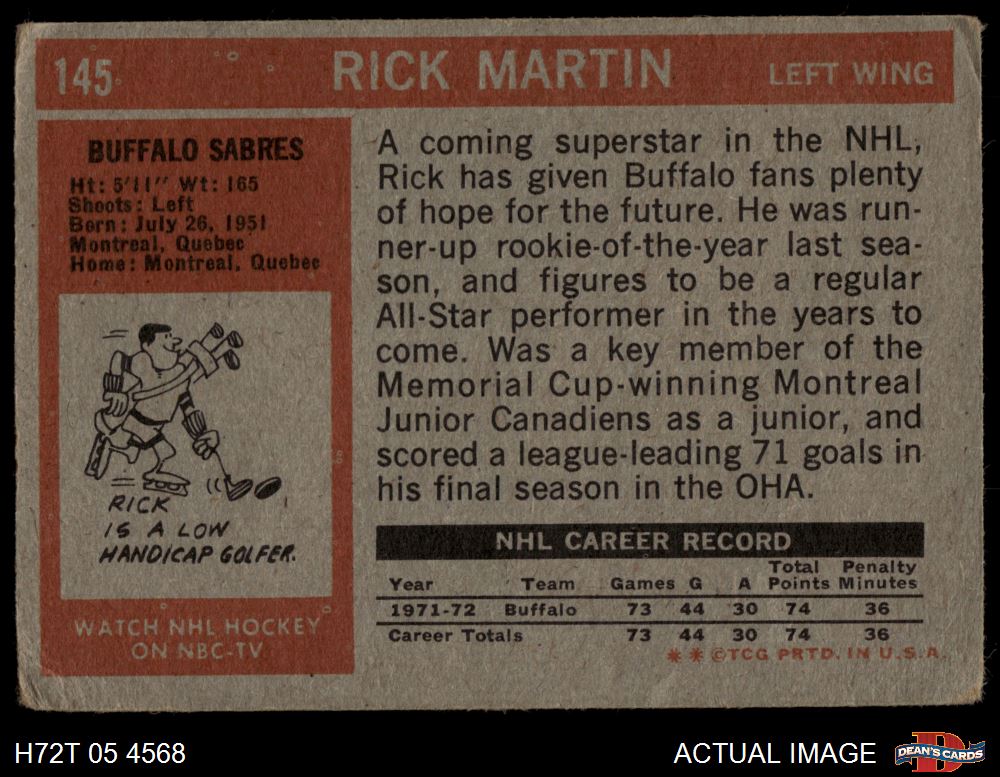 145 RICK MARTIN LEFT WING
BUFFALO SABRES
Ht: 5'11" Wt: 165
Shoots: Left
Born: July 26, 1951
Montreal, Quebec
Home: Montreal, Quebec
RICK
IS A LOW
HANDICAP GOLFER.
WATCH NHL HOCKEY
ON NBC-TV
A coming superstar in the NHL,
Rick has given Buffalo fans plenty
of hope for the future. He was run-
ner-up rookie-of-the-year last sea-
son, and figures to be a regular
All-Star performer in the years to
come. Was a key member of the
Memorial Cup-winning Montreal
Junior Canadiens as a junior, and
scored a league-leading 71 goals in
his final season in the OHA.
NHL CAREER RECORD
Total Penalty
Year Team Games G A Points Minutes
1971-72 Buffalo 73 44 30 74 36
Career Totals 73 44 30 74 36
* * ©TCG PRTD. IN U.S.A.
H72T 05 4568
ACTUAL IMAGE
D
DEAN'S CARDS